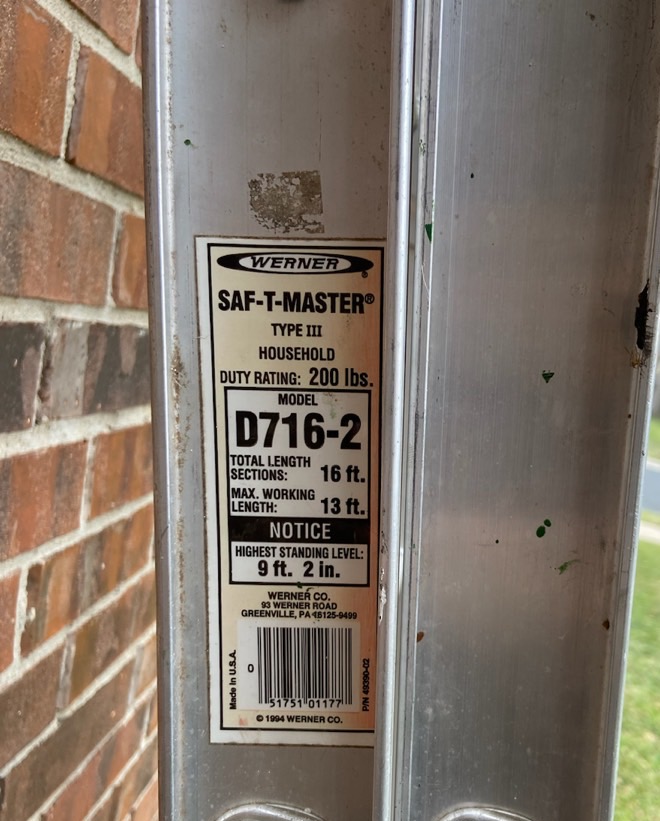 WERNER®
SAF-T-MASTER®
TYPE III
HOUSEHOLD
DUTY RATING: 200 lbs.
MODEL
D716-2
TOTAL LENGTH
SECTIONS: 16 ft.
MAX. WORKING
LENGTH: 13 ft.
NOTICE
HIGHEST STANDING LEVEL:
9 ft. 2 in.
WERNER CO.
93 WERNER ROAD
GREENVILLE, PA 16125-9499
Made in U.S.A.
0 51751 01177
P/N 49390-02
© 1994 WERNER CO.